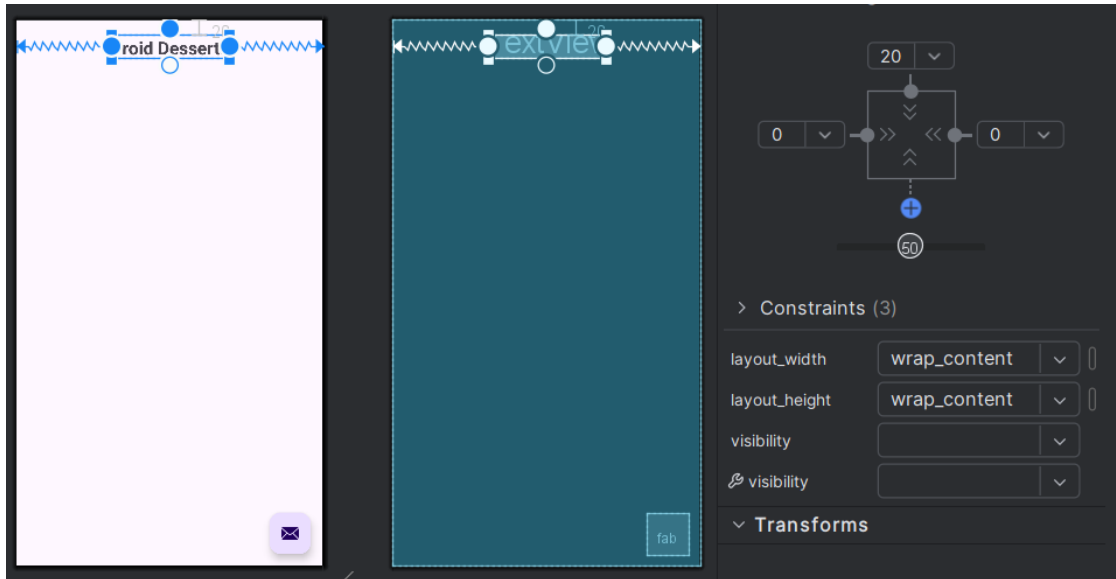 20
roid Dessert
20
extView
fab
20
0
0
50
Constraints (3)
layout_width
wrap_content
layout_height
wrap_content
visibility
visibility
Transforms